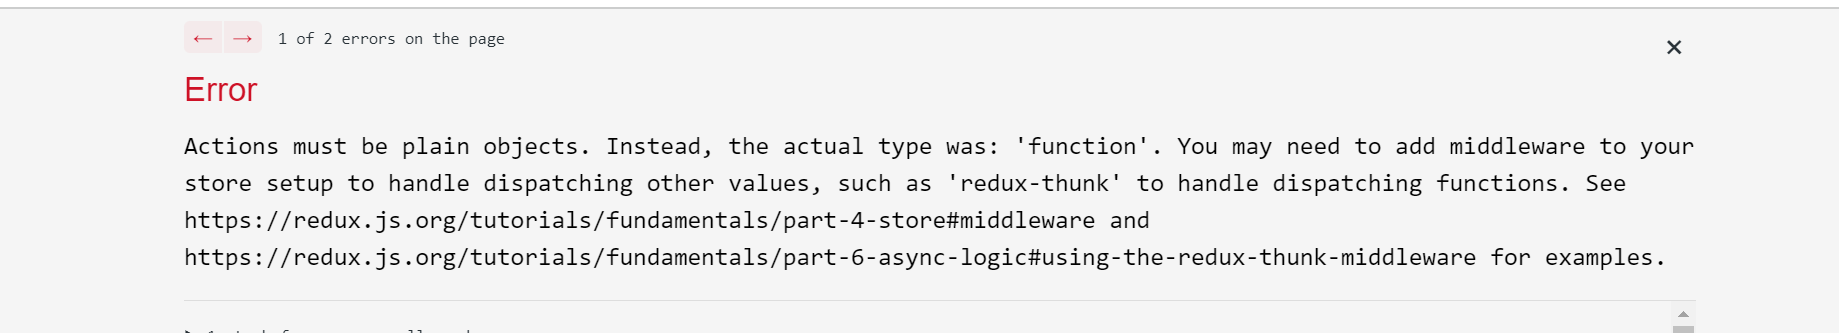 ← → 1 of 2 errors on the page
×
Error
Actions must be plain objects. Instead, the actual type was: 'function'. You may need to add middleware to your
store setup to handle dispatching other values, such as 'redux-thunk' to handle dispatching functions. See
https://redux.js.org/tutorials/fundamentals/part-4-store#middleware and
https://redux.js.org/tutorials/fundamentals/part-6-async-logic#using-the-redux-thunk-middleware for examples.